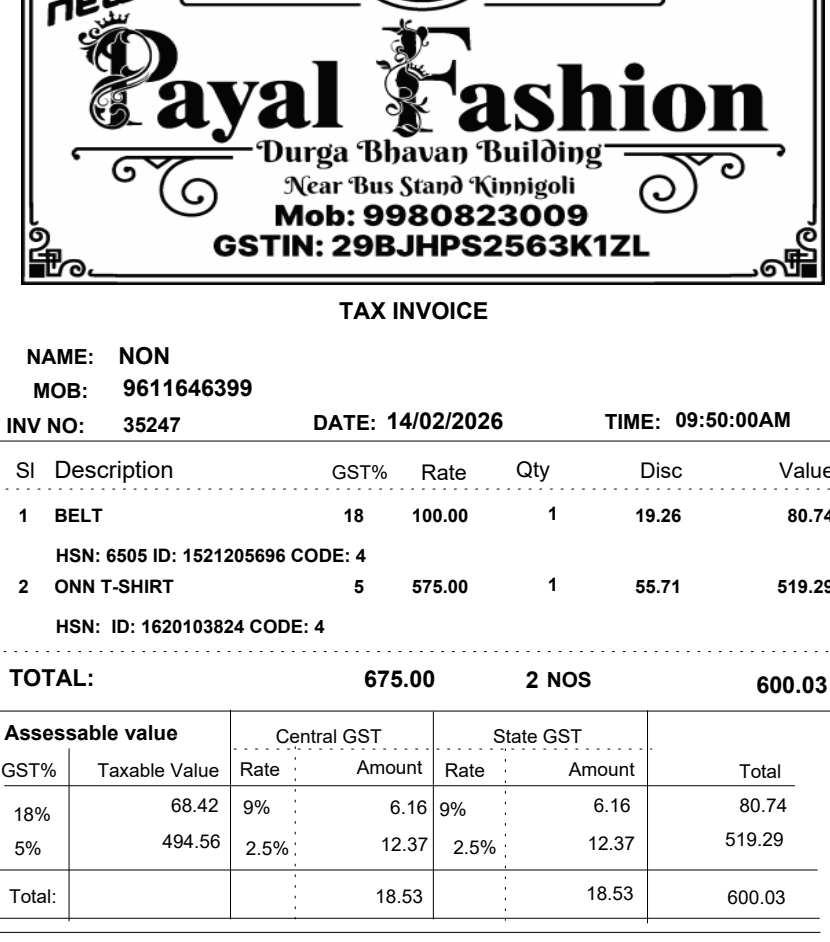 Payal Fashion
Durga Bhavan Building
Near Bus Stand Kinnigoli
Mob: 9980823009
GSTIN: 29BJHPS2563K1ZL
TAX INVOICE
NAME: NON
MOB: 9611646399
INV NO: 35247 DATE: 14/02/2026 TIME: 09:50:00AM
Sl Description GST% Rate Qty Disc Value
1 BELT 18 100.00 1 19.26 80.74
HSN: 6505 ID: 1521205696 CODE: 4
2 ONN T-SHIRT 5 575.00 1 55.71 519.29
HSN: ID: 1620103824 CODE: 4
TOTAL: 675.00 2 NOS 600.03
Assessable value Central GST State GST
GST% Taxable Value Rate Amount Rate Amount Total
18% 68.42 9% 6.16 9% 6.16 80.74
5% 494.56 2.5% 12.37 2.5% 12.37 519.29
Total: 18.53 18.53 600.03